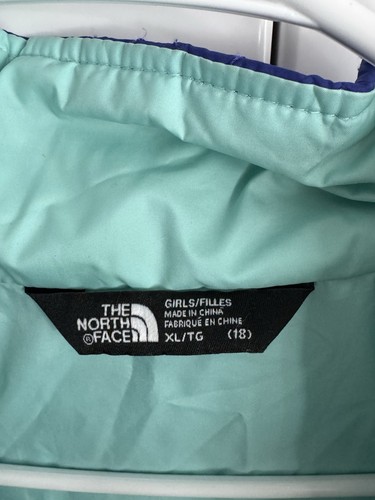 THE
NORTH
®FACE
GIRLS/FILLES
MADE IN CHINA
FABRIQUÉ EN CHINE
XL/TG (18)